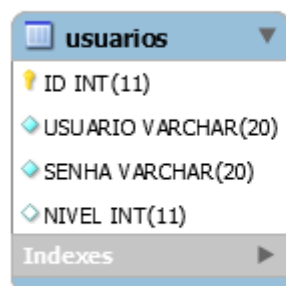 usuarios
ID INT(11)
USUARIO VARCHAR(20)
SENHA VARCHAR(20)
NIVEL INT(11)
Indexes